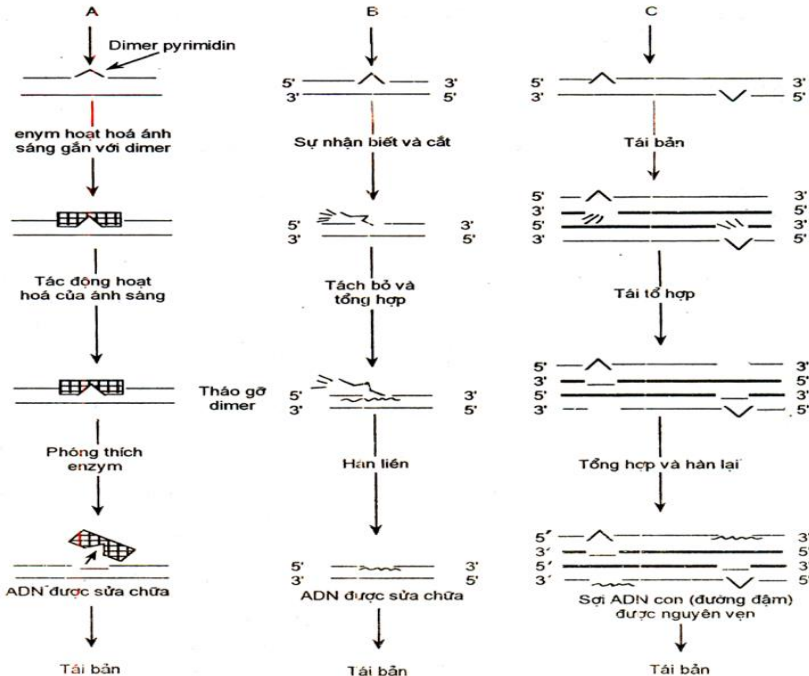 A
Dimer pyrimidin
enym hoạt hoá ánh
sáng gắn với dimer
Tác động hoạt
hoá của ánh sáng
Tháo gỡ
dimer
Phóng thích
enzym
ADN được sửa chữa
Tái bản
B
5' 3'
3' 5'
Sự nhận biết và cắt
5' 3'
3' 5'
Tách bỏ và
tổng hợp
5' 3'
3' 5'
Hàn liền
5' 3'
3' 5'
ADN được sửa chữa
Tái bản
C
5' 3'
3' 5'
Tái bản
5' 3'
3' 5'
5' 3'
3' 5'
Tái tổ hợp
5' 3'
3' 5'
5' 3'
3' 5'
Tổng hợp và hàn lại
5' 3'
3' 5'
5' 3'
3' 5'
Sợi ADN con (đường đậm)
được nguyên vẹn
Tái bản